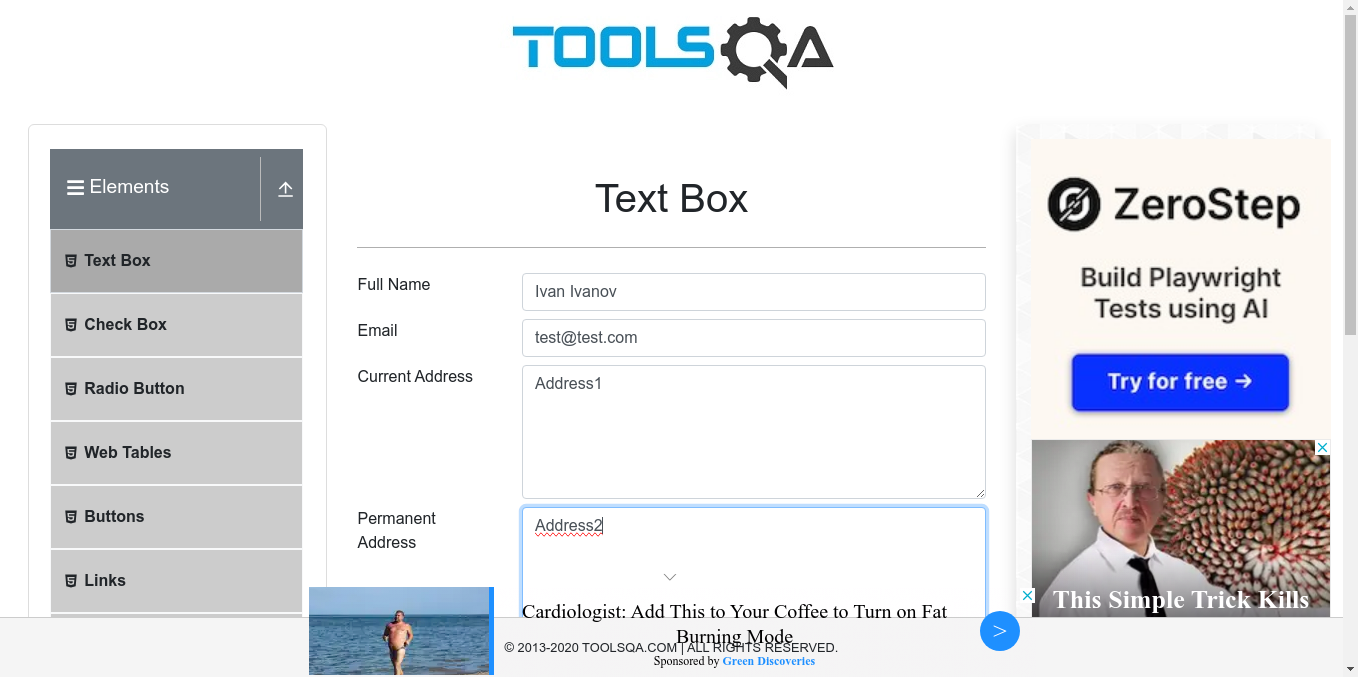 TOOLSQA
Elements
Text Box
Check Box
Radio Button
Web Tables
Buttons
Links
Text Box
Full Name
Ivan Ivanov
Email
test@test.com
Current Address
Address1
Permanent
Address
Address2
ZeroStep
Build Playwright
Tests using AI
Try for free →
This Simple Trick Kills
Cardiologist: Add This to Your Coffee to Turn on Fat
Burning Mode
© 2013-2020 TOOLSQA.COM | ALL RIGHTS RESERVED.
Sponsored by Green Discoveries
>